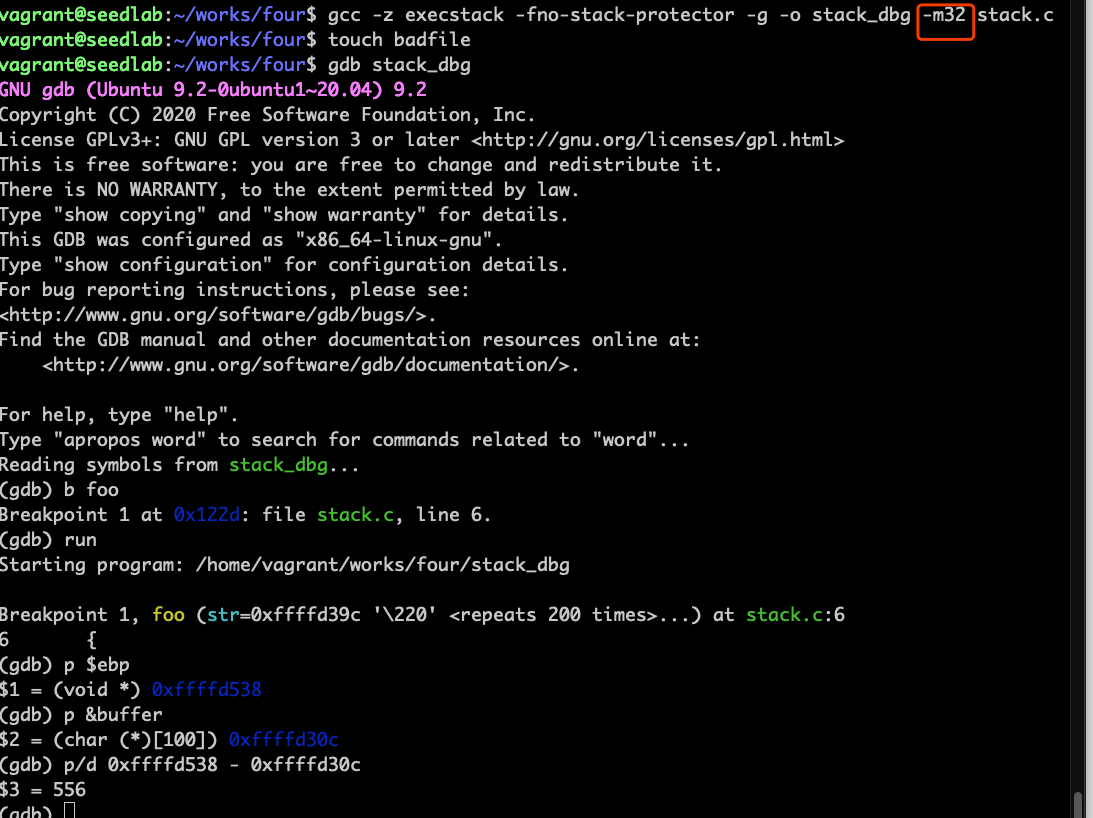 vagrant@seedlab:~/works/four$ gcc -z execstack -fno-stack-protector -g -o stack_dbg -m32 stack.c
vagrant@seedlab:~/works/four$ touch badfile
vagrant@seedlab:~/works/four$ gdb stack_dbg
GNU gdb (Ubuntu 9.2-0ubuntu1~20.04) 9.2
Copyright (C) 2020 Free Software Foundation, Inc.
License GPLv3+: GNU GPL version 3 or later <http://gnu.org/licenses/gpl.html>
This is free software: you are free to change and redistribute it.
There is NO WARRANTY, to the extent permitted by law.
Type "show copying" and "show warranty" for details.
This GDB was configured as "x86_64-linux-gnu".
Type "show configuration" for configuration details.
For bug reporting instructions, please see:
<http://www.gnu.org/software/gdb/bugs/>.
Find the GDB manual and other documentation resources online at:
    <http://www.gnu.org/software/gdb/documentation/>.

For help, type "help".
Type "apropos word" to search for commands related to "word"...
Reading symbols from stack_dbg...
(gdb) b foo
Breakpoint 1 at 0x122d: file stack.c, line 6.
(gdb) run
Starting program: /home/vagrant/works/four/stack_dbg

Breakpoint 1, foo (str=0xffffd39c '\220' <repeats 200 times>...) at stack.c:6
6       {
(gdb) p $ebp
$1 = (void *) 0xffffd538
(gdb) p &buffer
$2 = (char (*)[100]) 0xffffd30c
(gdb) p/d 0xffffd538 - 0xffffd30c
$3 = 556
(gdb)